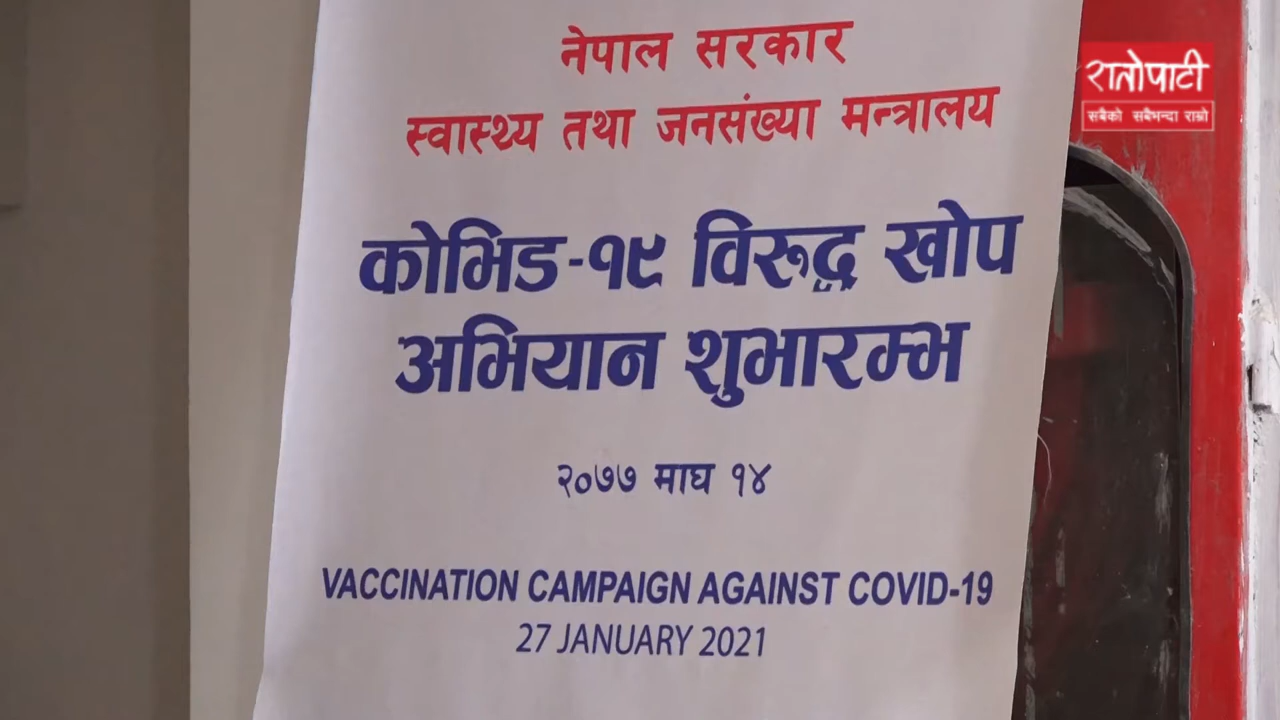 नेपाल सरकार
स्वास्थ्य तथा जनसंख्या मन्त्रालय
कोभिड-१९ विरुद्ध खोप
अभियान शुभारम्भ
२०७७ माघ १४
VACCINATION CAMPAIGN AGAINST COVID-19
27 JANUARY 2021
रातोपाटी
सबैको सबैभन्दा राम्रो